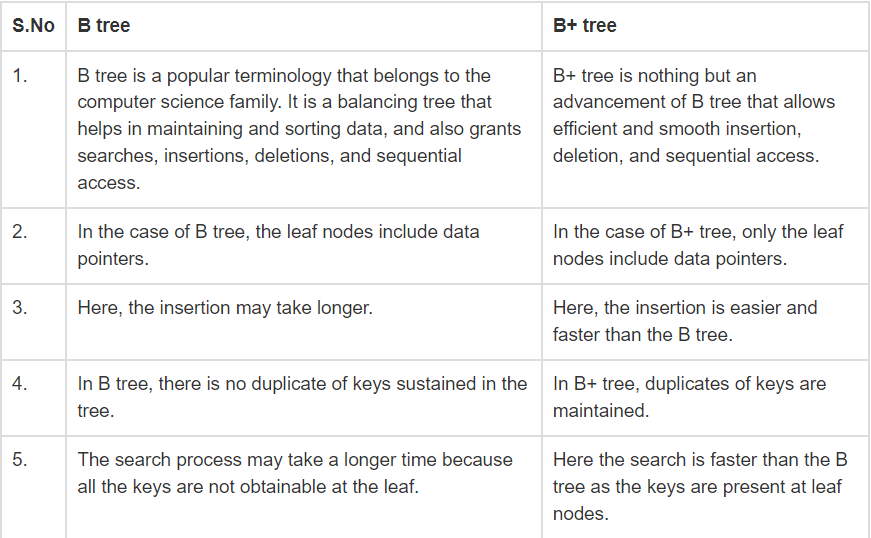 S.No B tree B+ tree
1. B tree is a popular terminology that belongs to the B+ tree is nothing but an
computer science family. It is a balancing tree that advancement of B tree that allows
helps in maintaining and sorting data, and also grants efficient and smooth insertion,
searches, insertions, deletions, and sequential deletion, and sequential access.
access.
2. In the case of B tree, the leaf nodes include data In the case of B+ tree, only the leaf
pointers. nodes include data pointers.
3. Here, the insertion may take longer. Here, the insertion is easier and
faster than the B tree.
4. In B tree, there is no duplicate of keys sustained in the In B+ tree, duplicates of keys are
tree. maintained.
5. The search process may take a longer time because Here the search is faster than the B
all the keys are not obtainable at the leaf. tree as the keys are present at leaf
nodes.